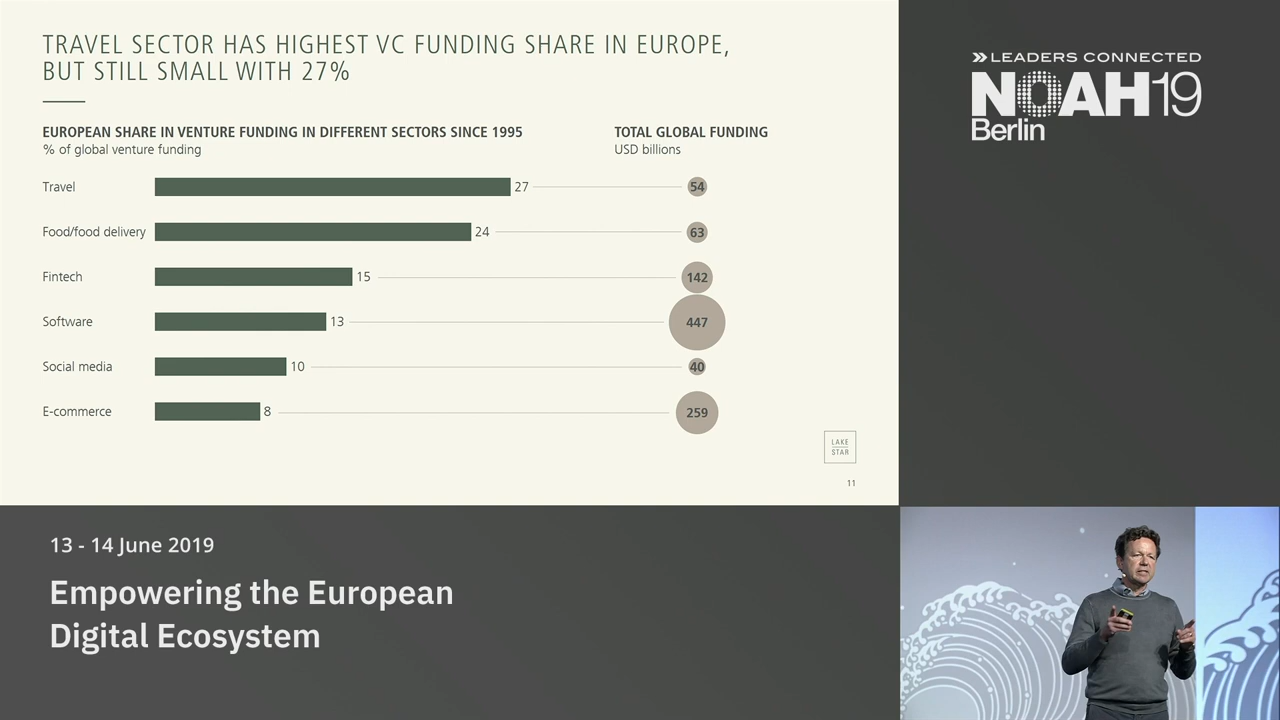 TRAVEL SECTOR HAS HIGHEST VC FUNDING SHARE IN EUROPE,
BUT STILL SMALL WITH 27%
EUROPEAN SHARE IN VENTURE FUNDING IN DIFFERENT SECTORS SINCE 1995
% of global venture funding
TOTAL GLOBAL FUNDING
USD billions
Travel 27 54
Food/food delivery 24 63
Fintech 15 142
Software 13 447
Social media 10 40
E-commerce 8 259
LAKE
STAR
11
LEADERS CONNECTED
NOAH19
Berlin
13 - 14 June 2019
Empowering the European
Digital Ecosystem